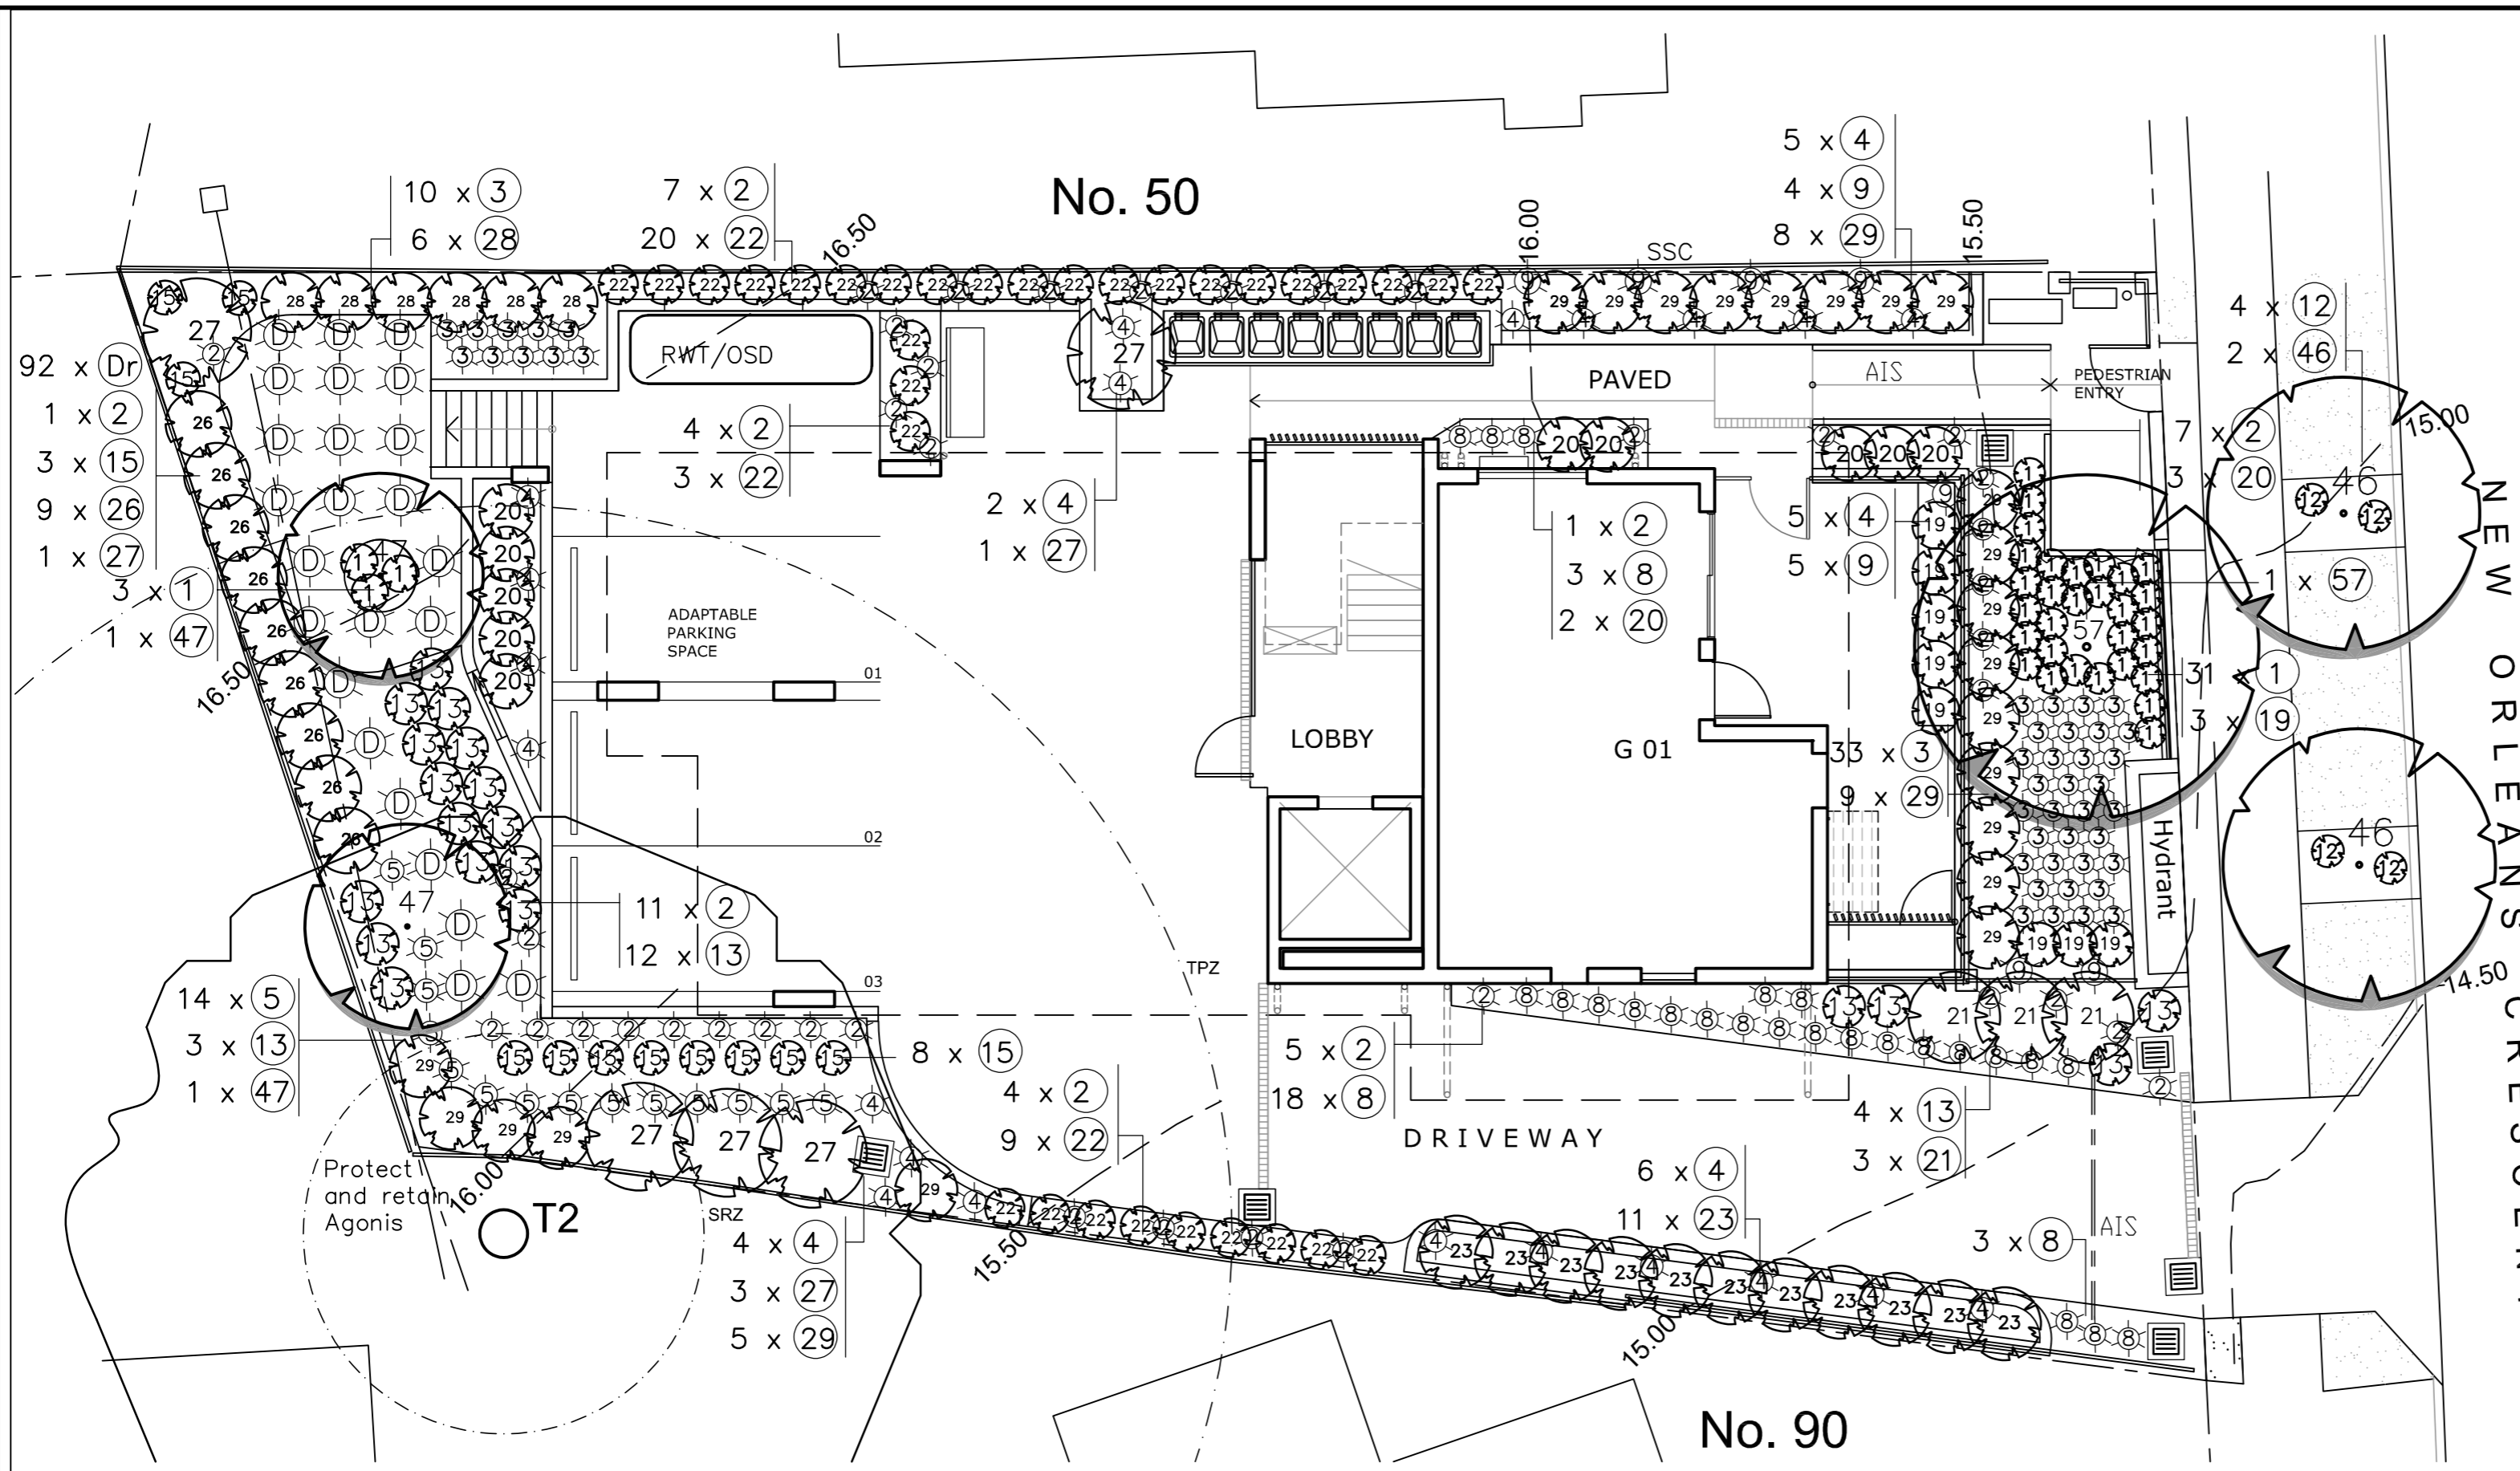 No. 50
10 x 3
6 x 28
7 x 2
20 x 22
16.50
16.00
SSC
15.50
5 x 4
4 x 9
8 x 29
4 x 12
2 x 46
15.00
92 x Dr
1 x 2
3 x 15
9 x 26
1 x 27
3 x 1
1 x 47
16.50
RWT/OSD
4 x 2
3 x 22
2 x 4
1 x 27
PAVED
AIS
PEDESTRIAN
ENTRY
7 x 2
3 x 20
1 x 2
3 x 8
2 x 20
5 x 4
5 x 9
1 x 57
31 x 1
3 x 19
33 x 3
9 x 29
ADAPTABLE
PARKING
SPACE
01
02
03
LOBBY
G 01
Hydrant
NEW ORLEANS CRESCEN
14.50
11 x 2
12 x 13
TPZ
14 x 5
3 x 13
1 x 47
8 x 15
4 x 2
9 x 22
5 x 2
18 x 8
DRIVEWAY
4 x 13
3 x 21
6 x 4
11 x 23
3 x 8
AIS
Protect
and retain
Agonis
16.00
T2
SRZ
4 x 4
3 x 27
5 x 29
15.50
15.00
No. 90